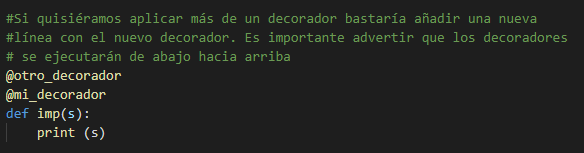 #Si quisiéramos aplicar más de un decorador bastaría añadir una nueva
#línea con el nuevo decorador. Es importante advertir que los decoradores
# se ejecutarán de abajo hacia arriba
@otro_decorador
@mi_decorador
def imp(s):
    print (s)